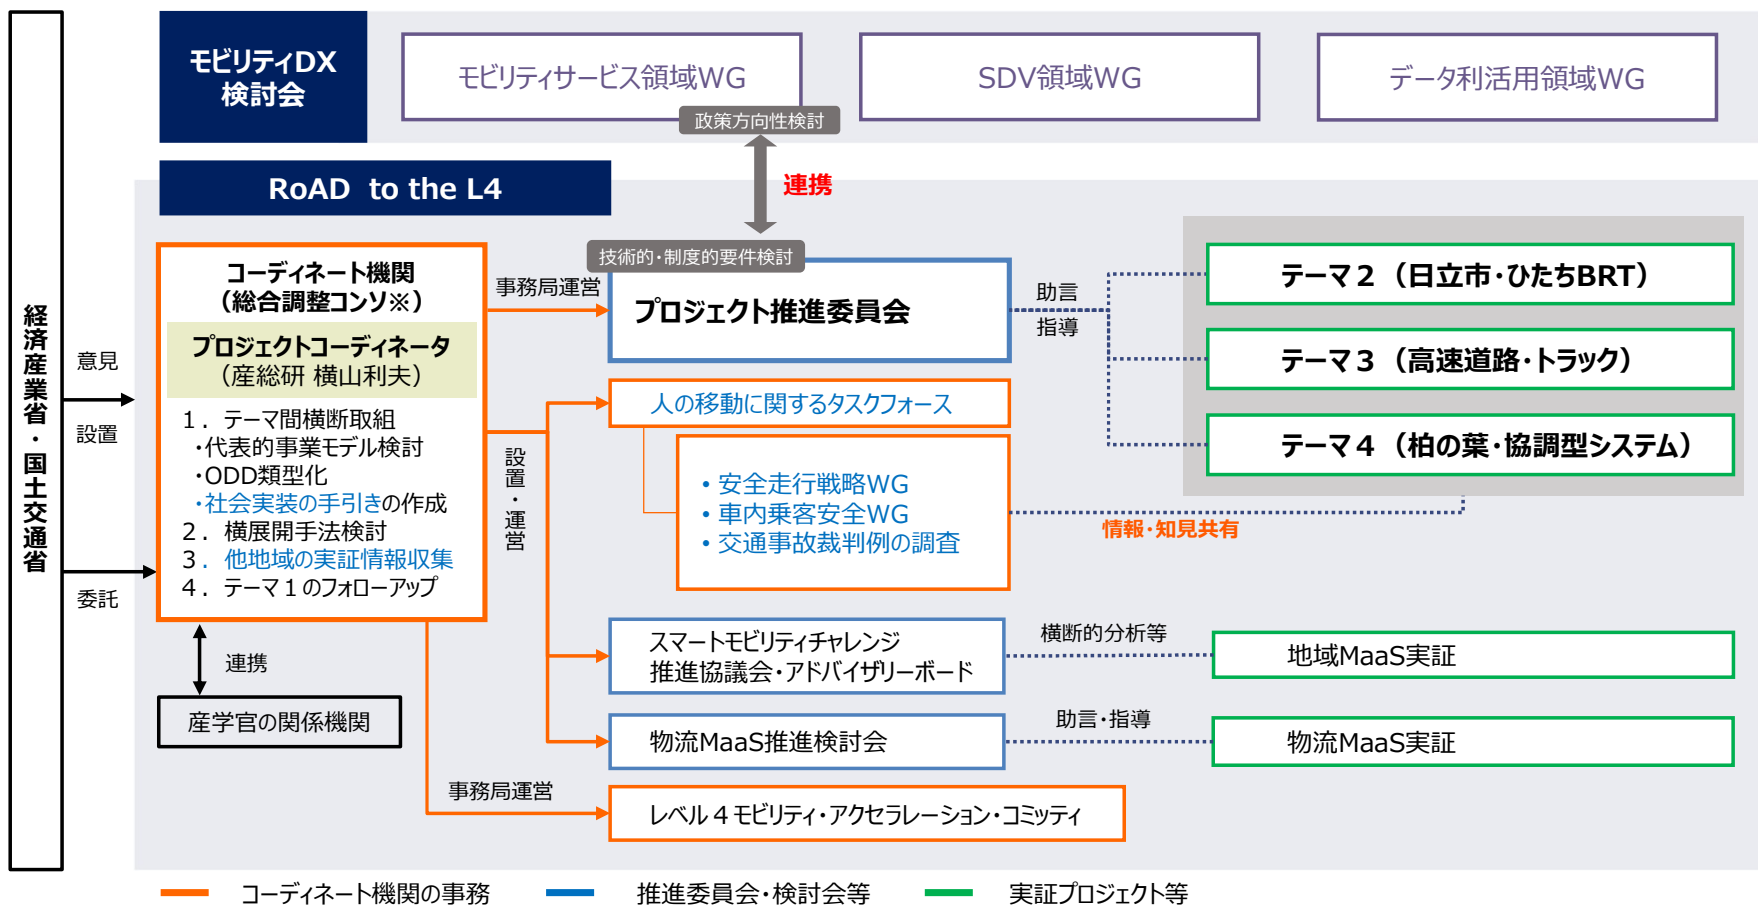 モビリティDX
検討会
モビリティサービス領域WG
SDV領域WG
データ利活用領域WG
政策方向性検討
連携
RoAD to the L4
経済産業省・国土交通省
意見
設置
委託
コーディネート機関
（総合調整コンソ※）
プロジェクトコーディネータ
（産総研 横山利夫）
１．テーマ間横断取組
・代表的事業モデル検討
・ODD類型化
・社会実装の手引きの作成
２．横展開手法検討
３．他地域の実証情報収集
４．テーマ１のフォローアップ
連携
産学官の関係機関
事務局運営
技術的・制度的要件検討
プロジェクト推進委員会
助言
指導
テーマ２（日立市・ひたちBRT）
テーマ３（高速道路・トラック）
テーマ４（柏の葉・協調型システム）
設置・運営
人の移動に関するタスクフォース
・安全走行戦略WG
・車内乗客安全WG
・交通事故裁判例の調査
情報・知見共有
スマートモビリティチャレンジ
推進協議会・アドバイザリーボード
横断的分析等
地域MaaS実証
物流MaaS推進検討会
助言・指導
物流MaaS実証
事務局運営
レベル４モビリティ・アクセラレーション・コミッティ
コーディネート機関の事務
推進委員会・検討会等
実証プロジェクト等